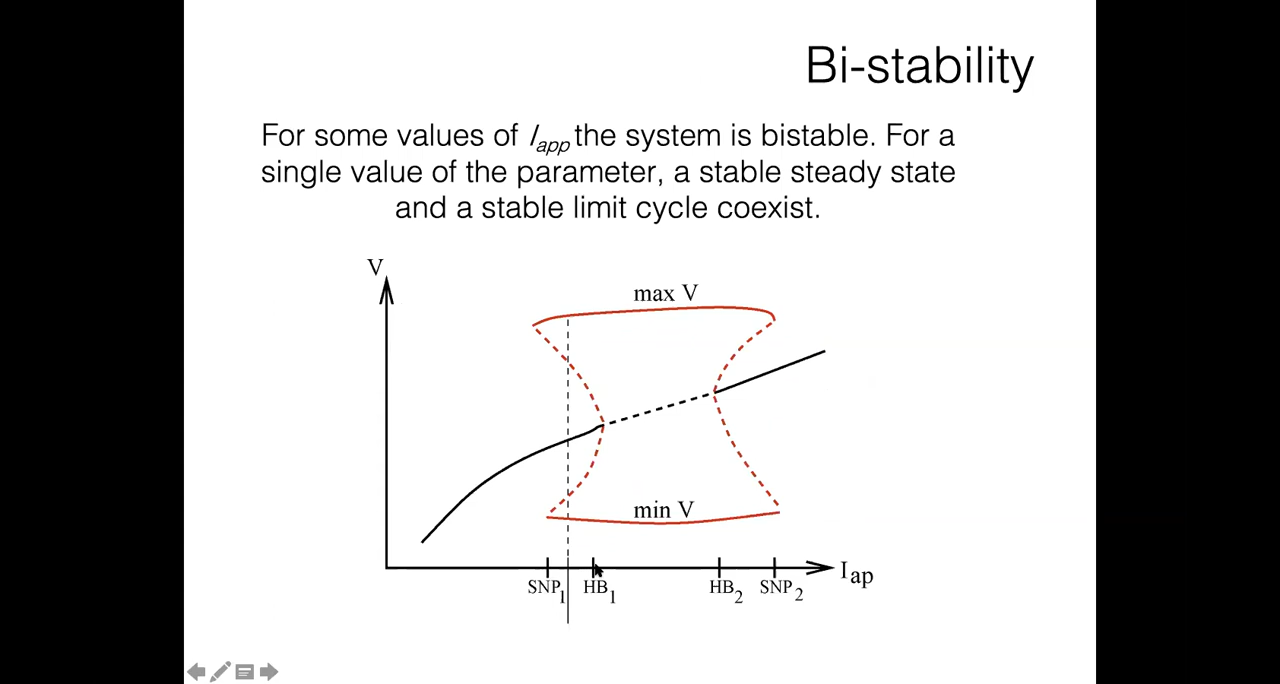 Bi-stability
For some values of Iapp the system is bistable. For a
single value of the parameter, a stable steady state
and a stable limit cycle coexist.
V
max V
min V
SNP1 HB1 HB2 SNP2 Iap